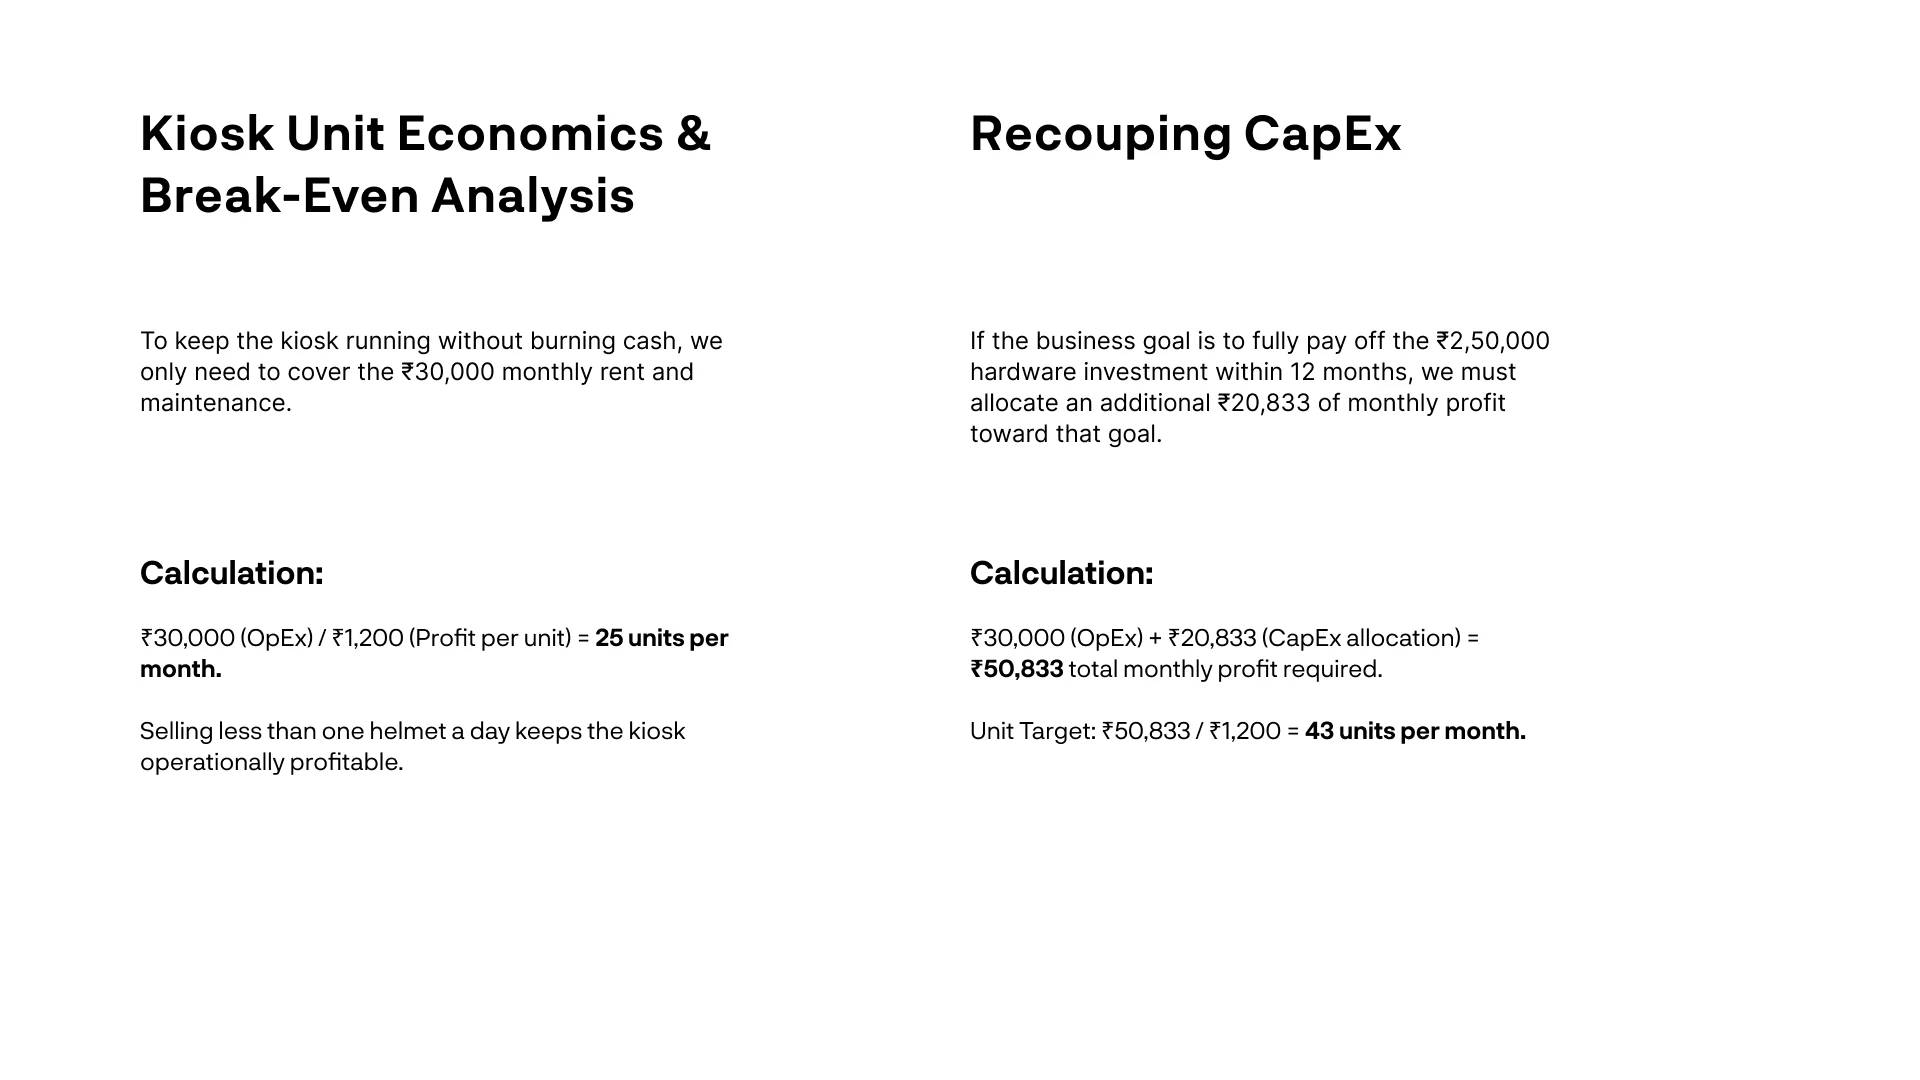 Kiosk Unit Economics &
Break-Even Analysis
To keep the kiosk running without burning cash, we
only need to cover the ₹30,000 monthly rent and
maintenance.
Calculation:
₹30,000 (OpEx) / ₹1,200 (Profit per unit) = 25 units per
month.
Selling less than one helmet a day keeps the kiosk
operationally profitable.
Recouping CapEx
If the business goal is to fully pay off the ₹2,50,000
hardware investment within 12 months, we must
allocate an additional ₹20,833 of monthly profit
toward that goal.
Calculation:
₹30,000 (OpEx) + ₹20,833 (CapEx allocation) =
₹50,833 total monthly profit required.
Unit Target: ₹50,833 / ₹1,200 = 43 units per month.